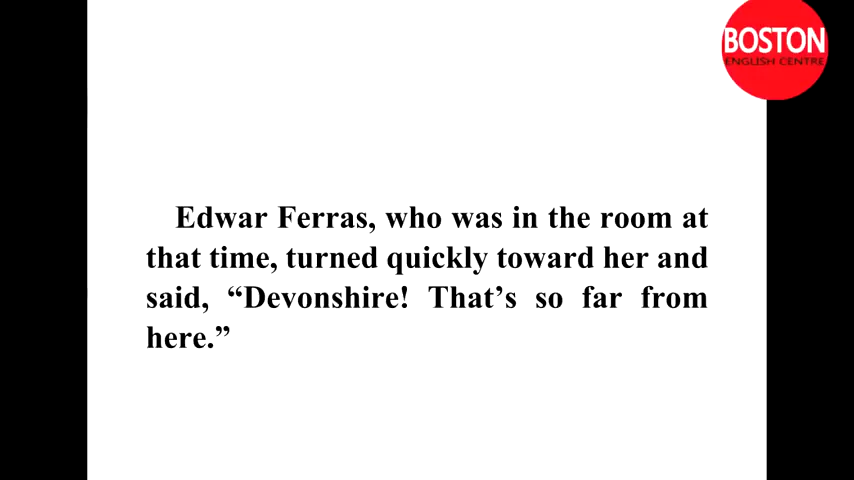 BOSTON
ENGLISH CENTRE
Edwar Ferras, who was in the room at
that time, turned quickly toward her and
said, “Devonshire! That’s so far from
here.”